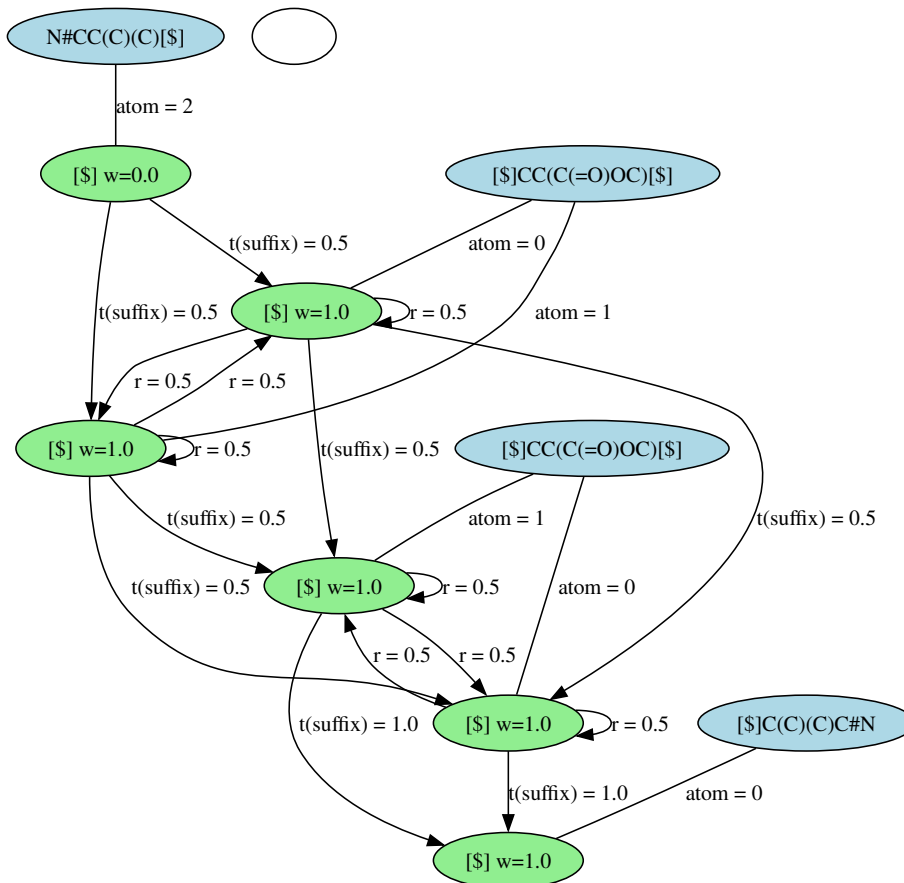 N#CC(C)(C)[$]
atom = 2
[$] w=0.0
[$]CC(C(=O)OC)[$]
t(suffix) = 0.5
atom = 0
[$] w=1.0
r = 0.5
t(suffix) = 0.5
atom = 1
r = 0.5
r = 0.5
[$] w=1.0
r = 0.5
t(suffix) = 0.5
[$]CC(C(=O)OC)[$]
t(suffix) = 0.5
atom = 1
t(suffix) = 0.5
t(suffix) = 0.5
[$] w=1.0
r = 0.5
atom = 0
r = 0.5
r = 0.5
t(suffix) = 1.0
[$] w=1.0
r = 0.5
[$]C(C)(C)C#N
t(suffix) = 1.0
atom = 0
[$] w=1.0